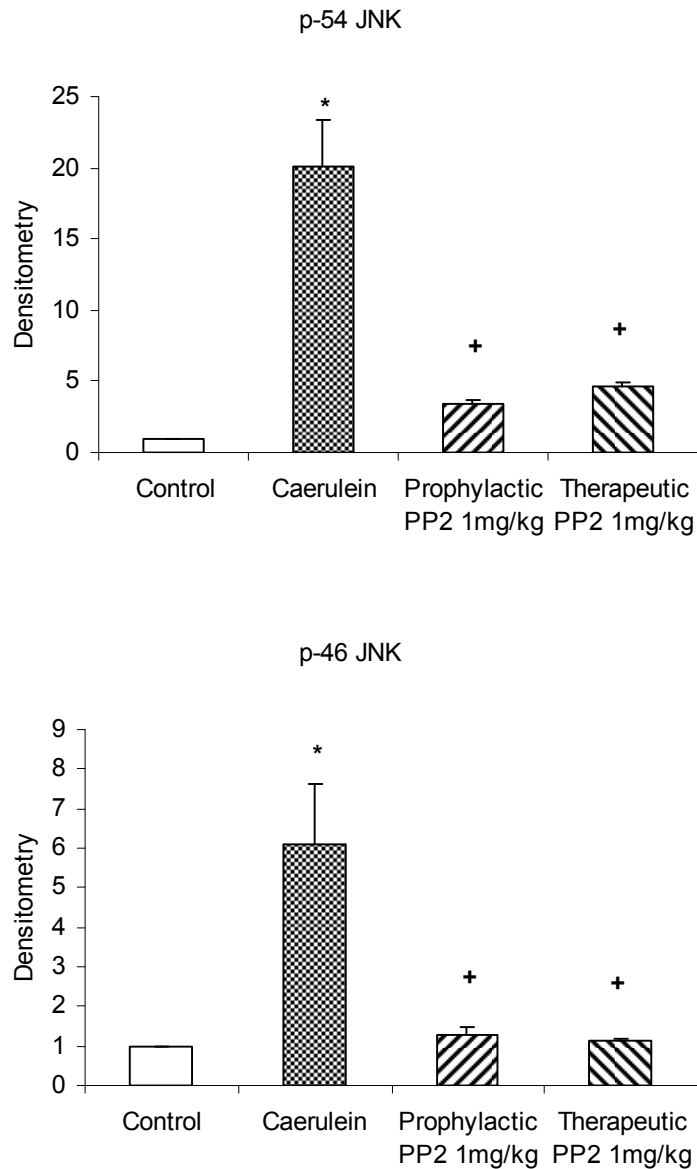 p-54 JNK
25
20
15
10
5
0
Densitometry
*
+
+
Control Caerulein Prophylactic Therapeutic
PP2 1mg/kg PP2 1mg/kg
p-46 JNK
9
8
7
6
5
4
3
2
1
0
Densitometry
*
+
+
Control Caerulein Prophylactic Therapeutic
PP2 1mg/kg PP2 1mg/kg